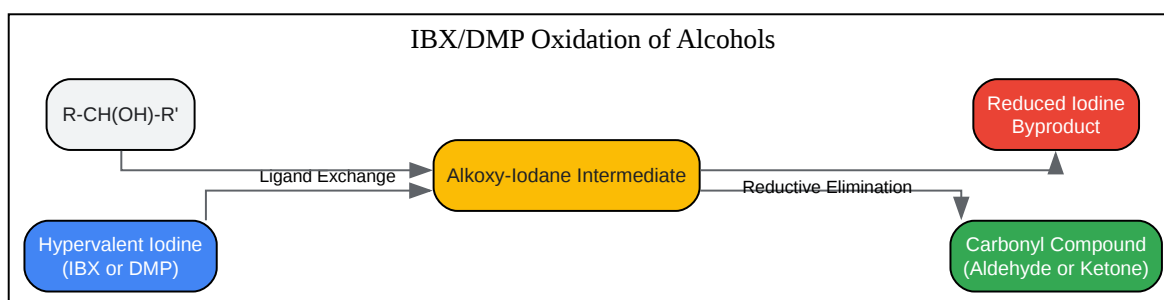 IBX/DMP Oxidation of Alcohols
R-CH(OH)-R'
Reduced Iodine
Byproduct
Ligand Exchange
Alkoxy-Iodane Intermediate
Reductive Elimination
Hypervalent Iodine
(IBX or DMP)
Carbonyl Compound
(Aldehyde or Ketone)